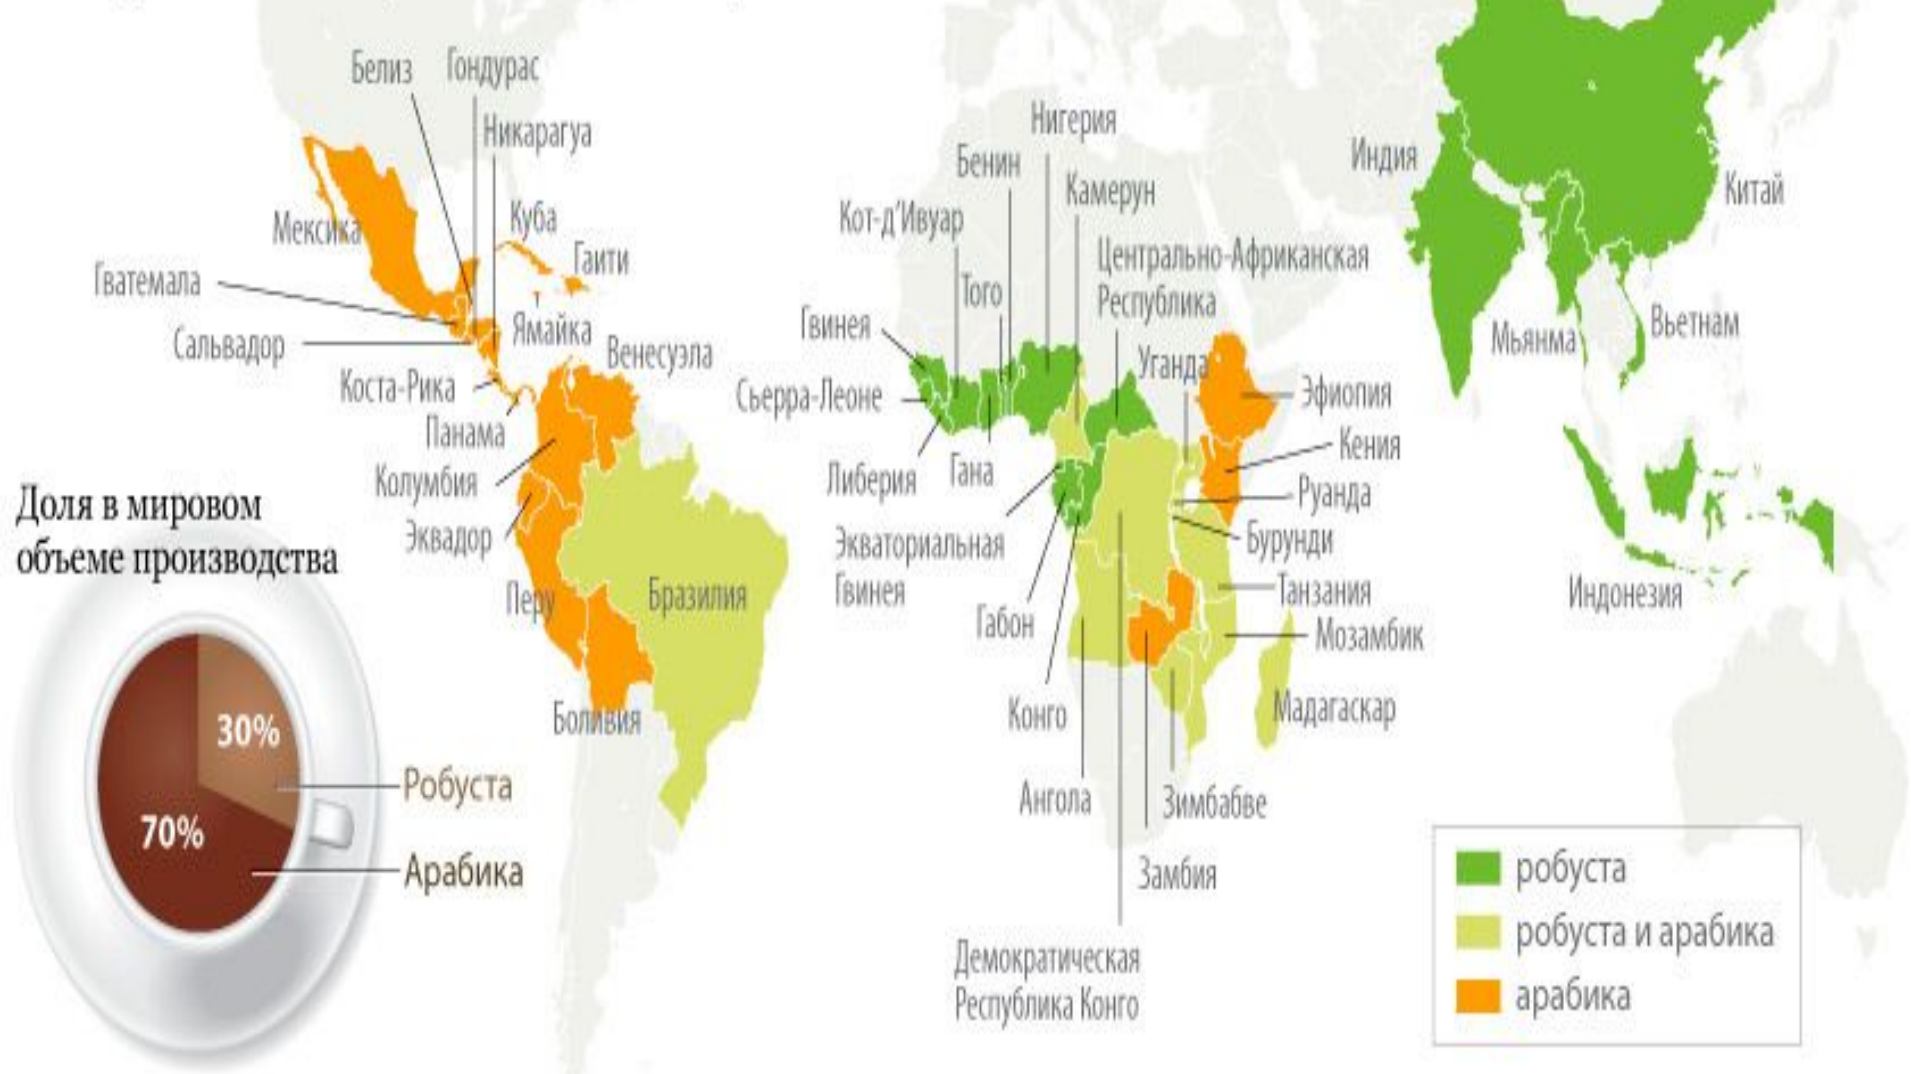 Белиз
Гондурас
Никарагуа
Мексика
Куба
Гаити
Гватемала
Сальвадор
Ямайка
Венесуэла
Коста-Рика
Панама
Колумбия
Эквадор
Перу
Бразилия
Боливия
Нигерия
Бенин
Камерун
Кот-д'Ивуар
Центрально-Африканская
Республика
Того
Гвинея
Уганда
Сьерра-Леоне
Эфиопия
Кения
Либерия
Гана
Руанда
Экваториальная
Гвинея
Бурунди
Танзания
Габон
Мозамбик
Конго
Мадагаскар
Ангола
Зимбабве
Замбия
Демократическая
Республика Конго
Индия
Китай
Мьянма
Вьетнам
Индонезия
Доля в мировом
объеме производства
30%
70%
Робуста
Арабика
робуста
робуста и арабика
арабика